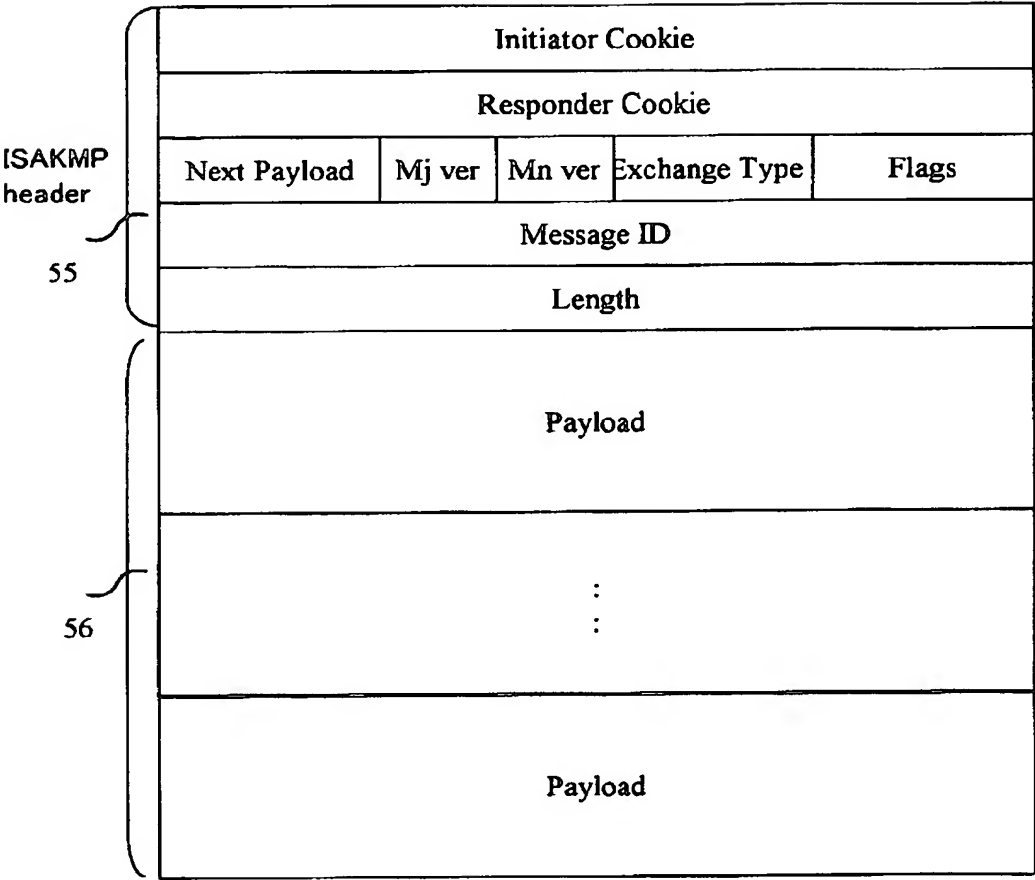 Initiator Cookie
Responder Cookie
ISAKMP
header
Next Payload Mj ver Mn ver Exchange Type Flags
Message ID
55
Length
Payload
:
:
56
Payload